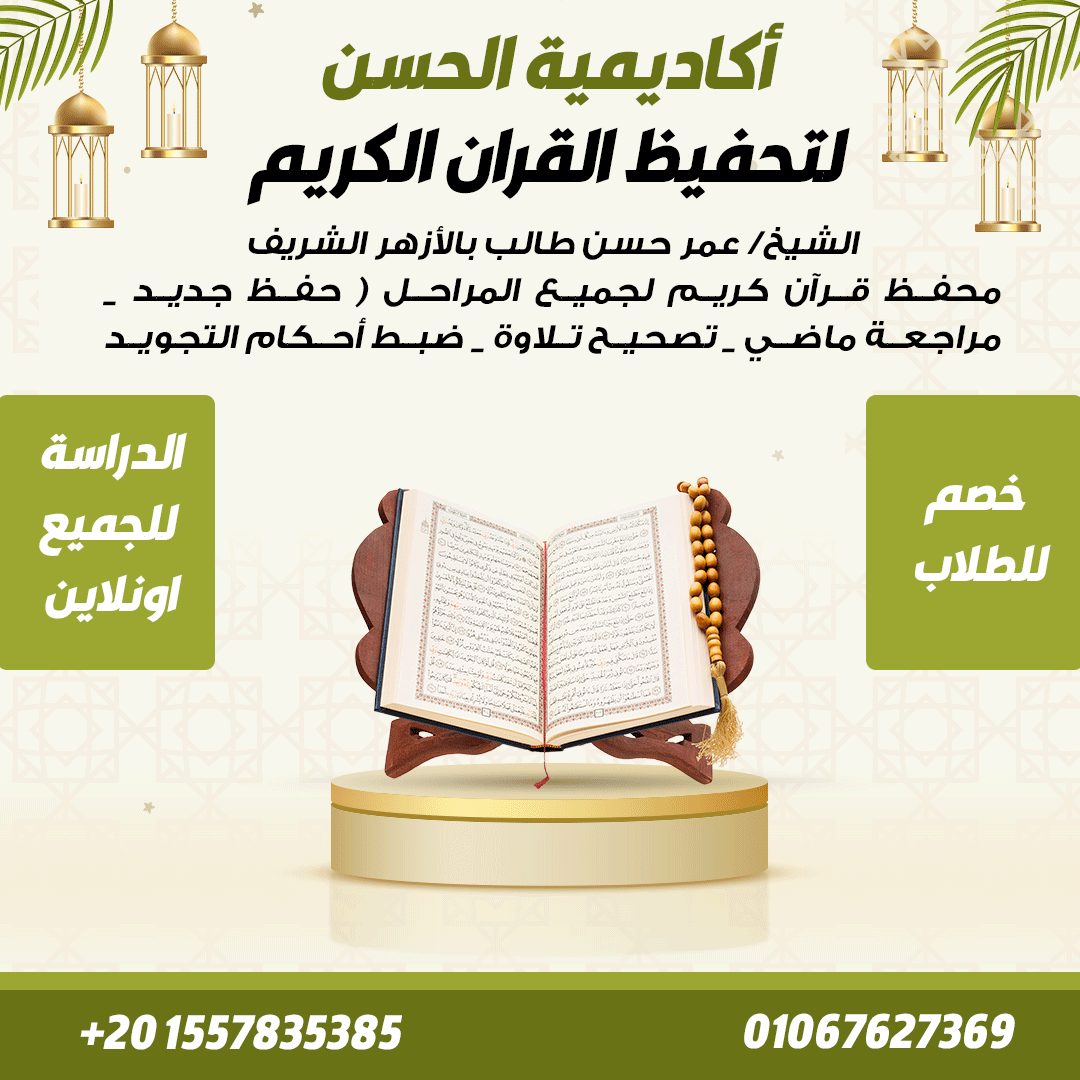 أكاديمية الحسن
لتحفيظ القران الكريم
الشيخ/ عمر حسن طالب بالأزهر الشريف
محفظ قرآن كريم لجميع المراحل ( حفظ جديد _
مراجعة ماضي _ تصحيح تلاوة _ ضبط أحكام التجويد
خصم
للطلاب
الدراسة
للجميع
اونلاين
01067627369
+20 1557835385